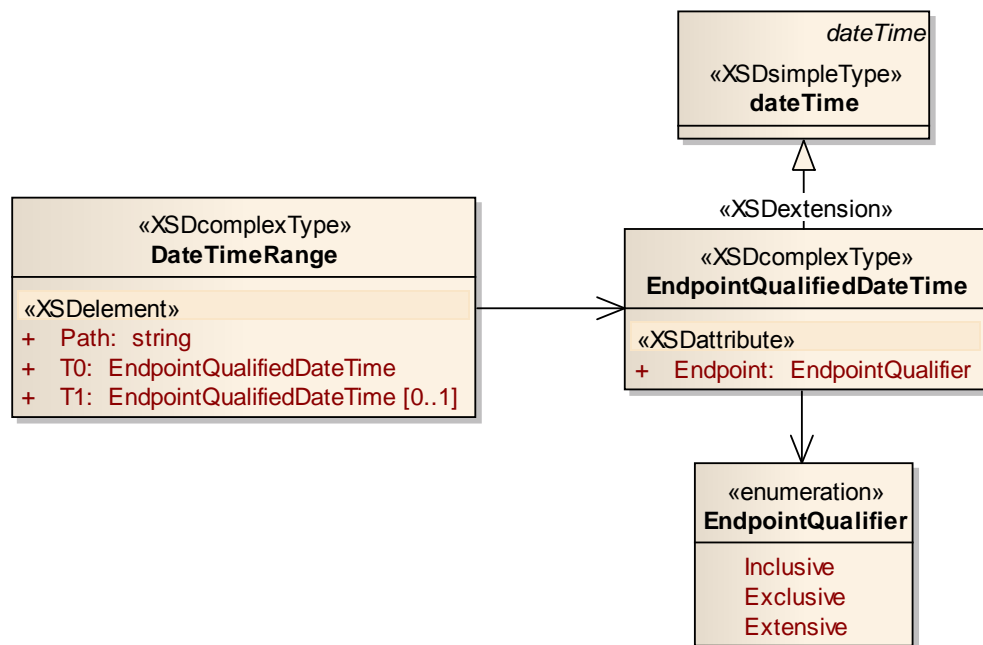 dateTime
«XSDsimpleType»
dateTime
«XSDextension»
«XSDcomplexType»
DateTimeRange
«XSDelement»
+ Path: string
+ T0: EndpointQualifiedDateTime
+ T1: EndpointQualifiedDateTime [0..1]
«XSDcomplexType»
EndpointQualifiedDateTime
«XSDattribute»
+ Endpoint: EndpointQualifier
«enumeration»
EndpointQualifier
Inclusive
Exclusive
Extensive